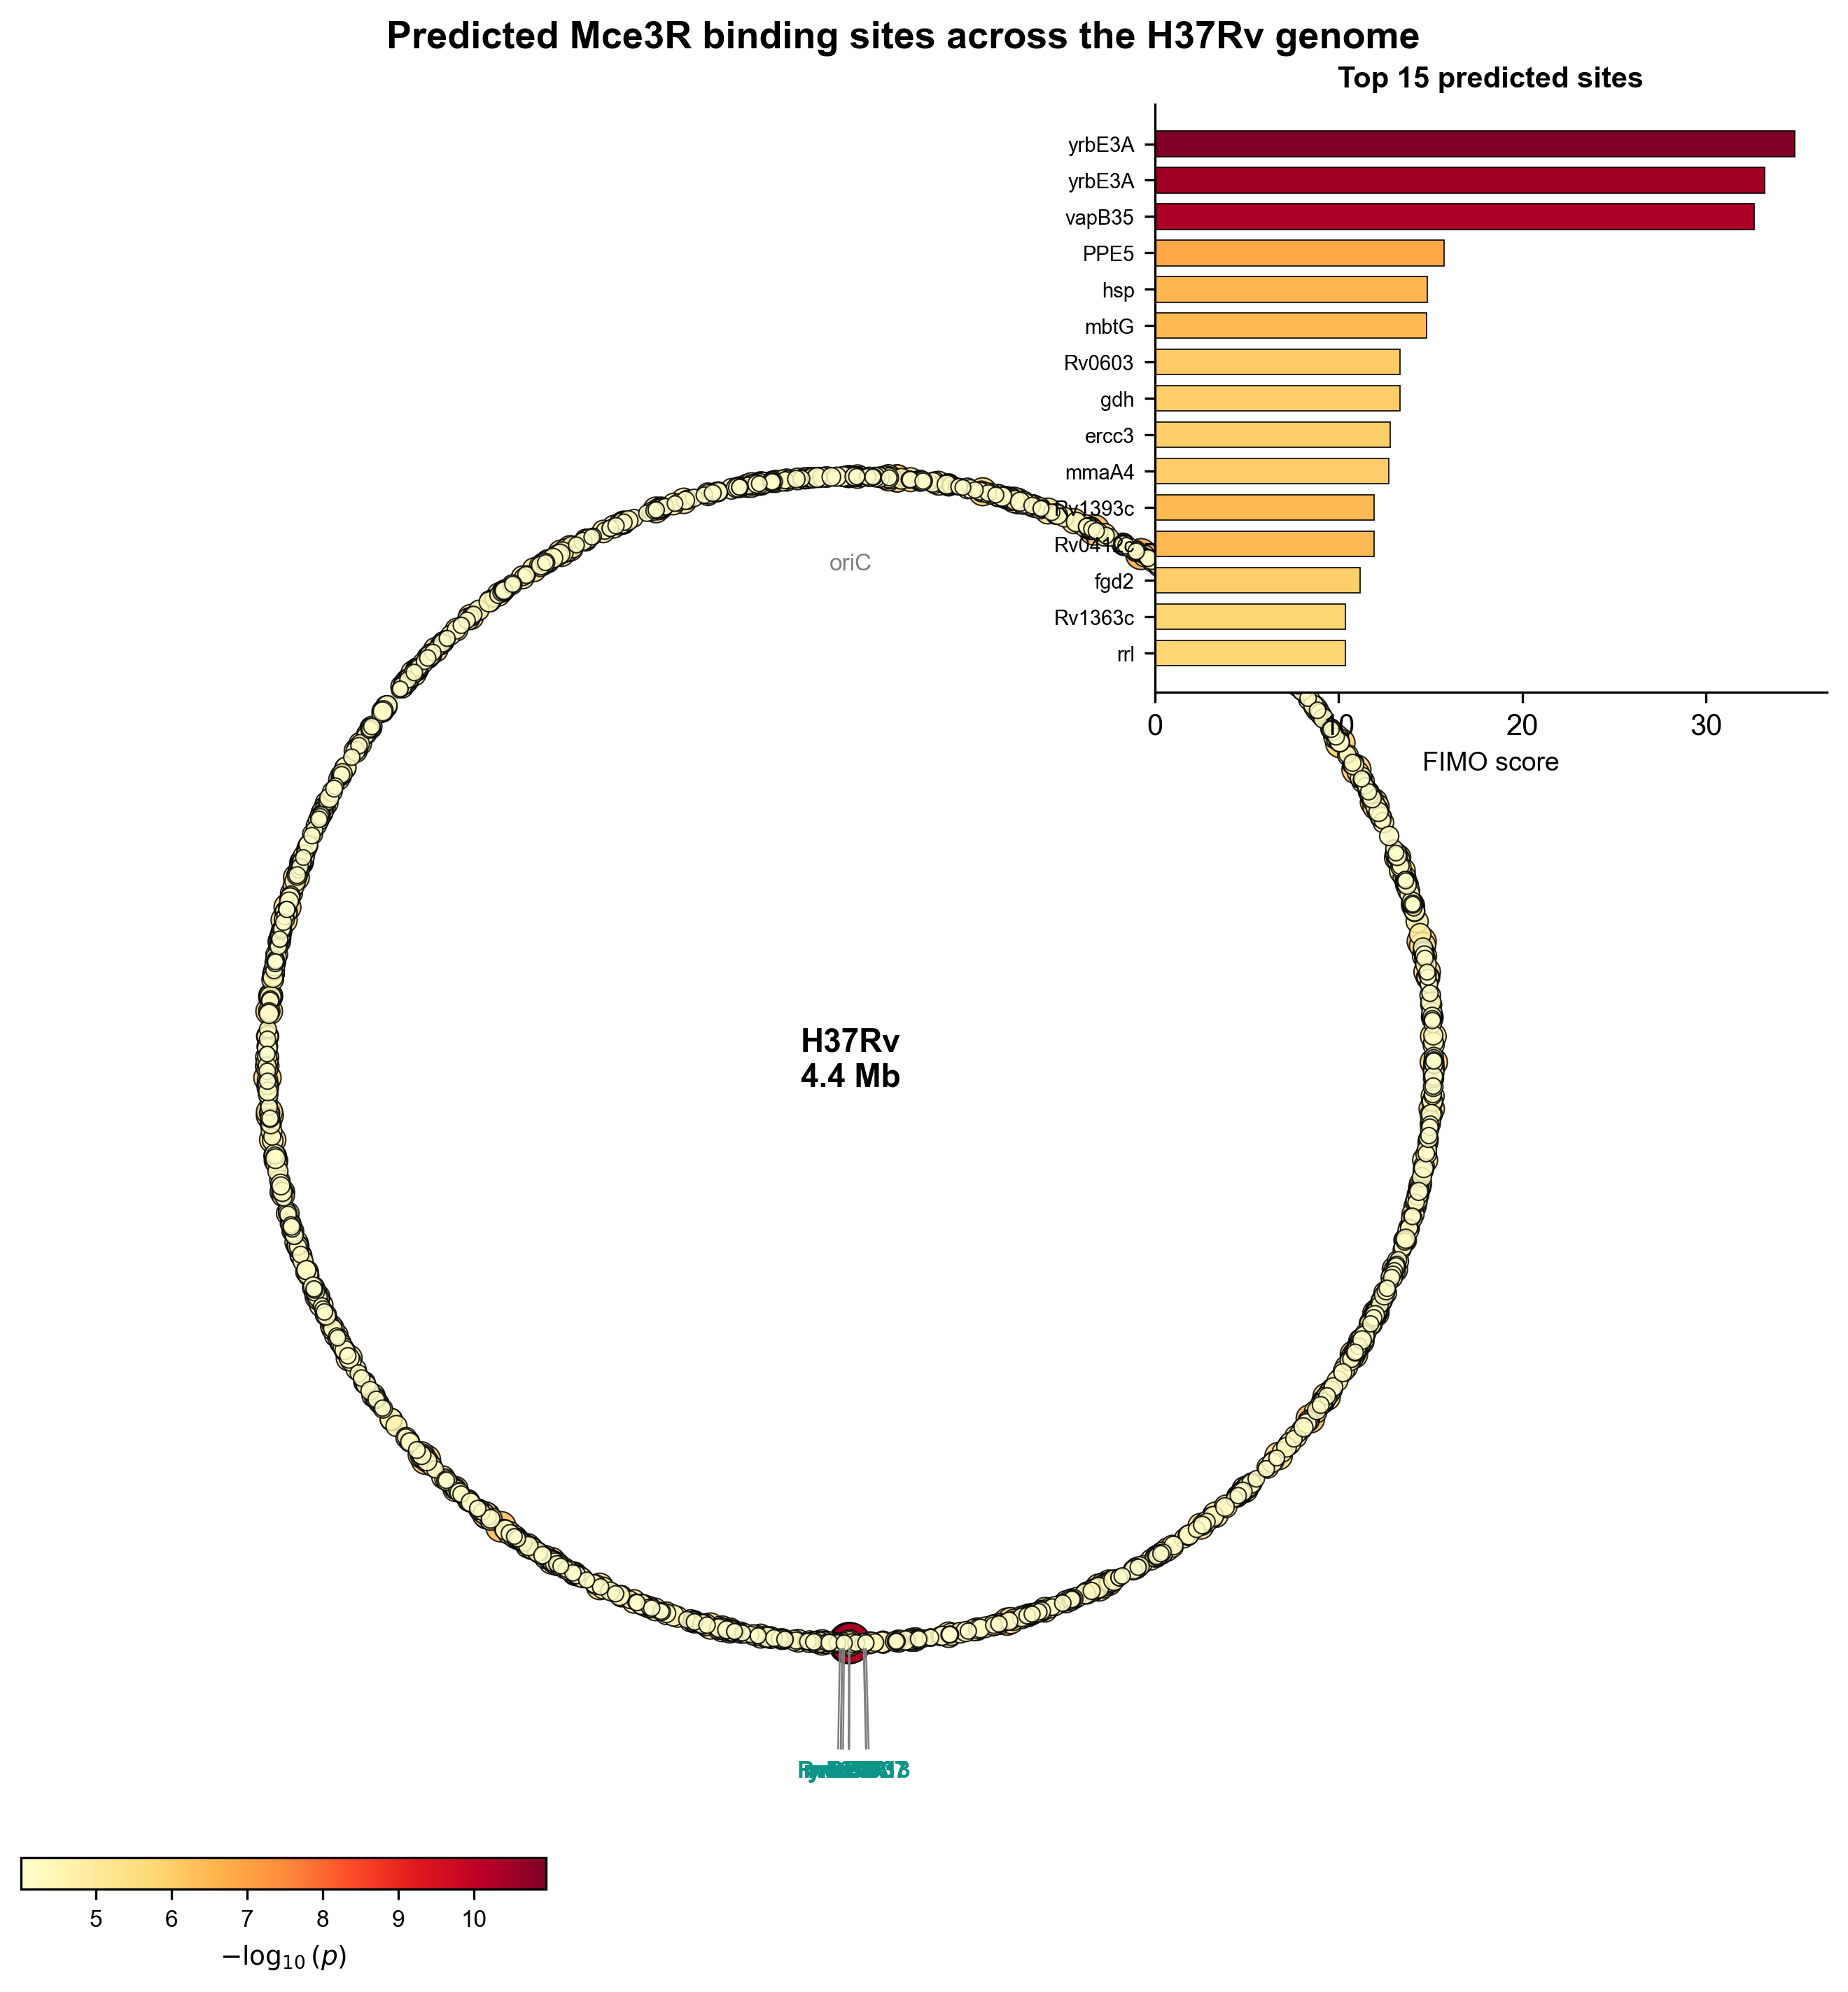 Predicted Mce3R binding sites across the H37Rv genome
Top 15 predicted sites
yrbE3A
yrbE3A
vapB35
PPE5
hsp
mbtG
Rv0603
gdh
ercc3
mmaA4
Rv1393c
Rv0412c
fgd2
Rv1363c
rrl
0 10 20 30
FIMO score
oriC
H37Rv
4.4 Mb
5 6 7 8 9 10
−log10 (p)